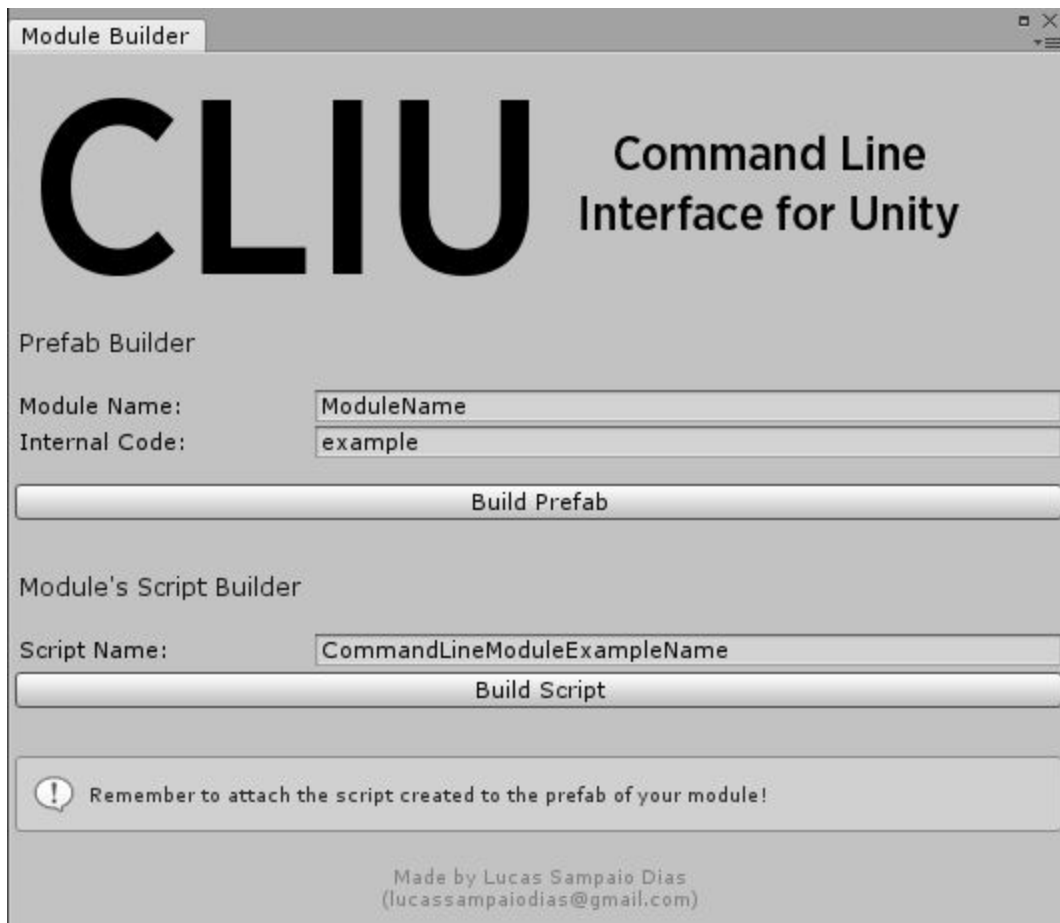 Module Builder
CLIU
Command Line
Interface for Unity
Prefab Builder
Module Name: ModuleName
Internal Code: example
Build Prefab
Module's Script Builder
Script Name: CommandLineModuleExampleName
Build Script
Remember to attach the script created to the prefab of your module!
Made by Lucas Sampaio Dias
(lucassampaiodias@gmail.com)